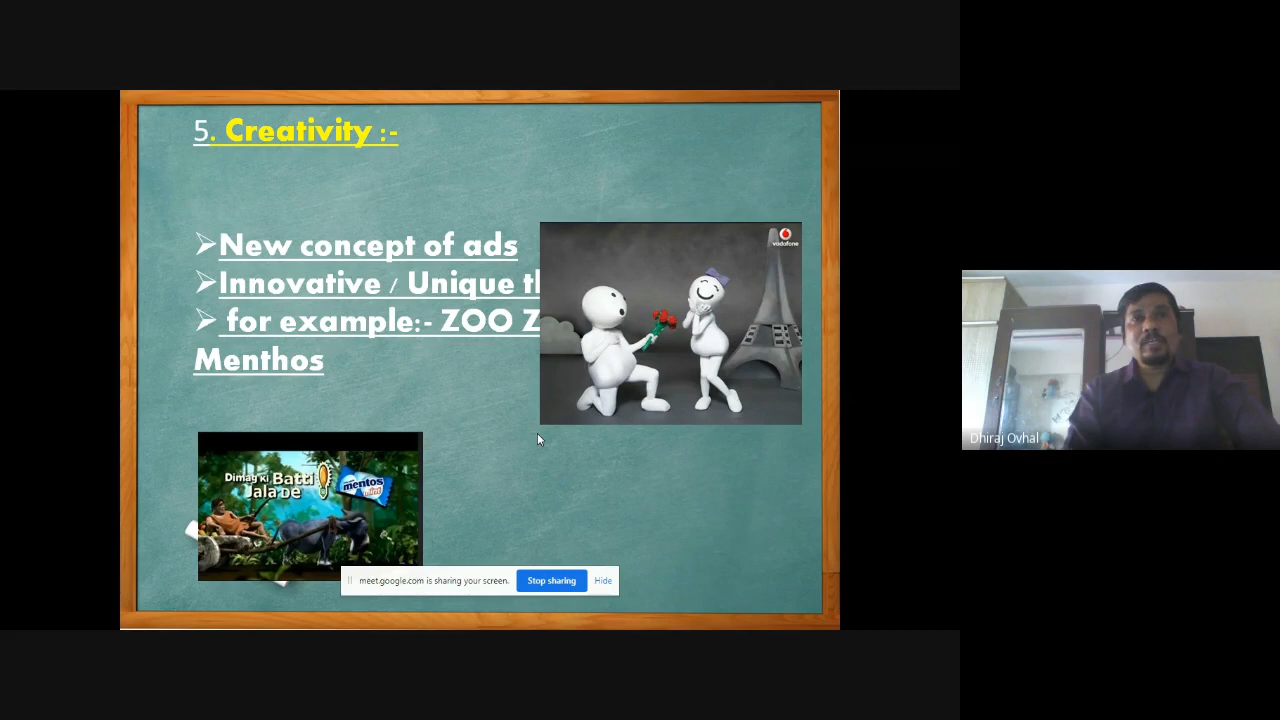 5. Creativity :-
➢New concept of ads
➢Innovative / Unique
➢ for example:- ZOO
Menthos
vodafone
Dimag ki Batti
Jala De
mentos
mint
meet.google.com is sharing your screen. Stop sharing Hide
Dhiraj Ovhal